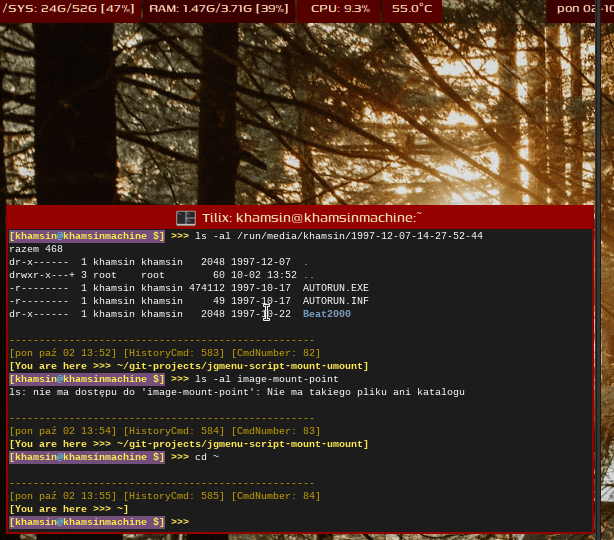 /SYS: 24G/52G [47%] RAM: 1.47G/3.71G [39%] CPU: 9.3% 55.0°C pon 02-10
Tilix: khamsin@khamsinmachine:~
[khamsin@khamsinmachine $] >>> ls -al /run/media/khamsin/1997-12-07-14-27-52-44
razem 468
dr-x------  1 khamsin khamsin   2048 1997-12-07  .
drwxr-x---+ 3 root    root        60 10-02 13:52 ..
-r--------  1 khamsin khamsin 474112 1997-10-17  AUTORUN.EXE
-r--------  1 khamsin khamsin     49 1997-10-17  AUTORUN.INF
dr-x------  1 khamsin khamsin   2048 1997-10-22  Beat2000
---------------------------------------------------
[pon paź 02 13:52] [HistoryCmd: 583] [CmdNumber: 82]
[You are here >>> ~/git-projects/jgmenu-script-mount-umount]
[khamsin@khamsinmachine $] >>> ls -al image-mount-point
ls: nie ma dostępu do 'image-mount-point': Nie ma takiego pliku ani katalogu
---------------------------------------------------
[pon paź 02 13:54] [HistoryCmd: 584] [CmdNumber: 83]
[You are here >>> ~/git-projects/jgmenu-script-mount-umount]
[khamsin@khamsinmachine $] >>> cd ~
---------------------------------------------------
[pon paź 02 13:55] [HistoryCmd: 585] [CmdNumber: 84]
[You are here >>> ~]
[khamsin@khamsinmachine $] >>>